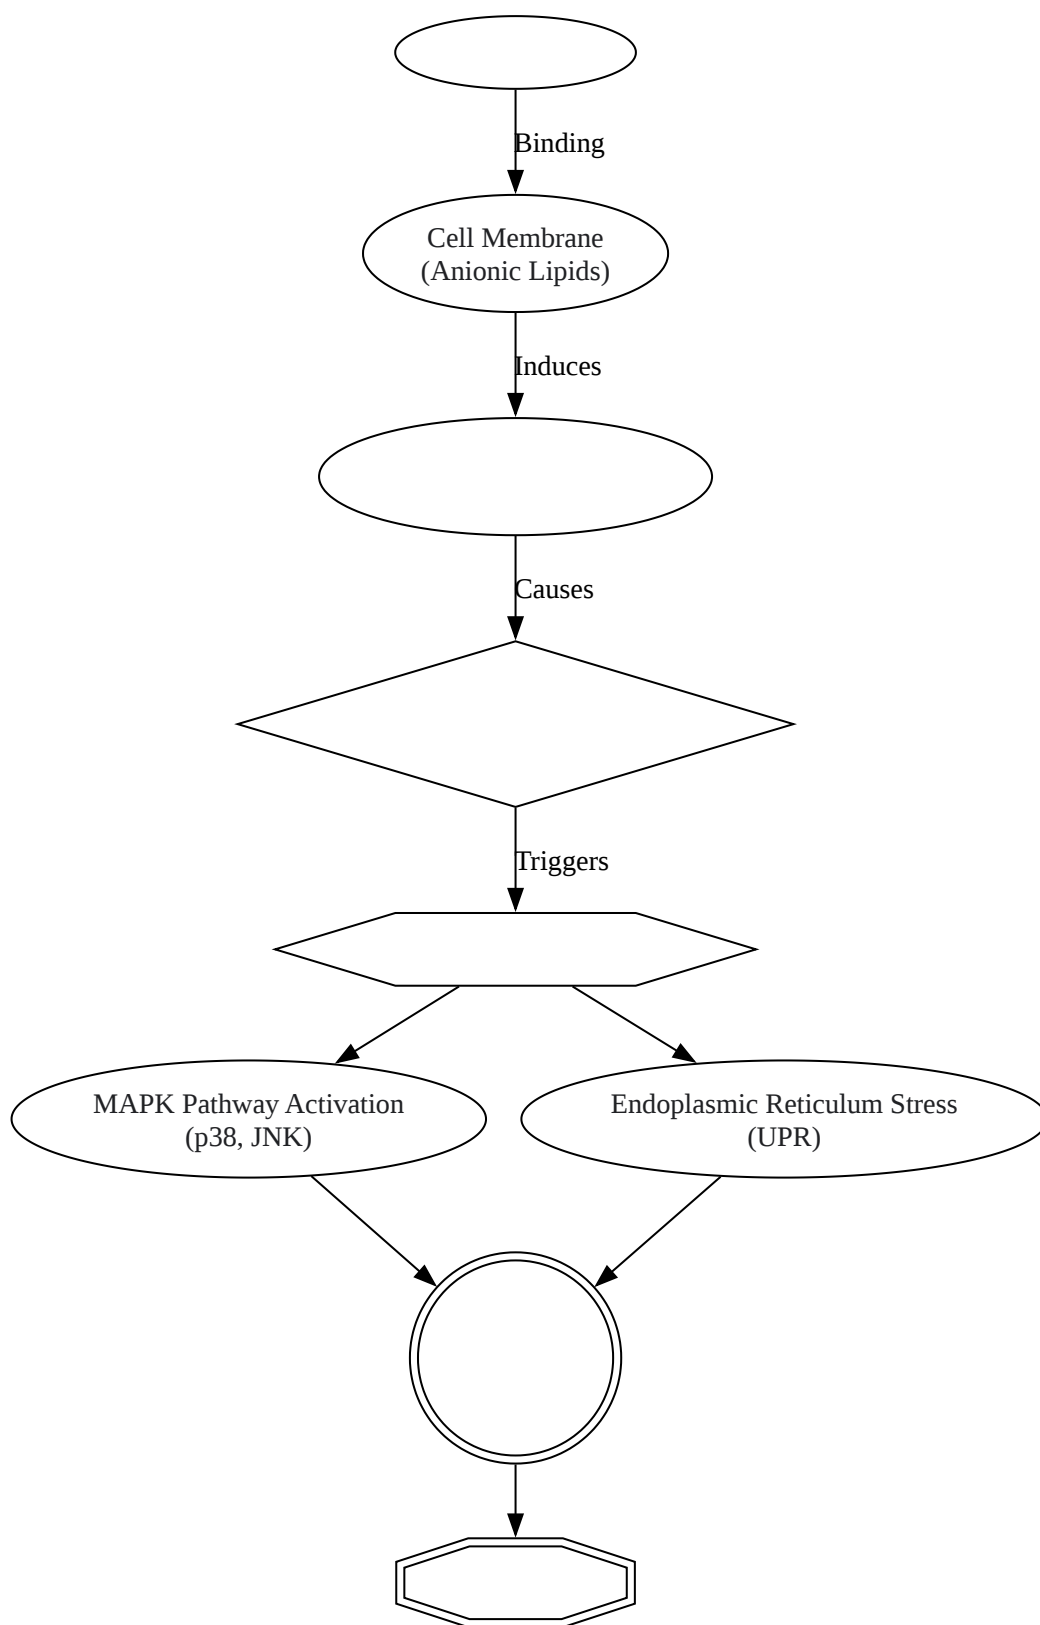 Binding
Cell Membrane
(Anionic Lipids)
Induces
Causes
Triggers
MAPK Pathway Activation
(p38, JNK)
Endoplasmic Reticulum Stress
(UPR)